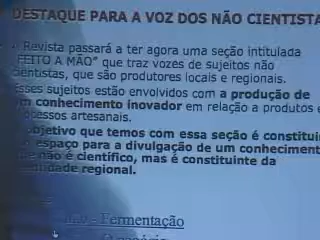 DESTAQUE PARA A VOZ DOS NÃO CIENTISTA
A Revista passará a ter agora uma seção intitulada
"FEITO A MÃO" que traz vozes de sujeitos não
cientistas, que são produtores locais e regionais.
Esses sujeitos estão envolvidos com a produção de
um conhecimento inovador em relação a produtos e
processos artesanais.
objetivo que temos com essa seção é constituir
espaço para a divulgação de um conheciment
não é científico, mas é constituinte da
regional.
- Fermentação